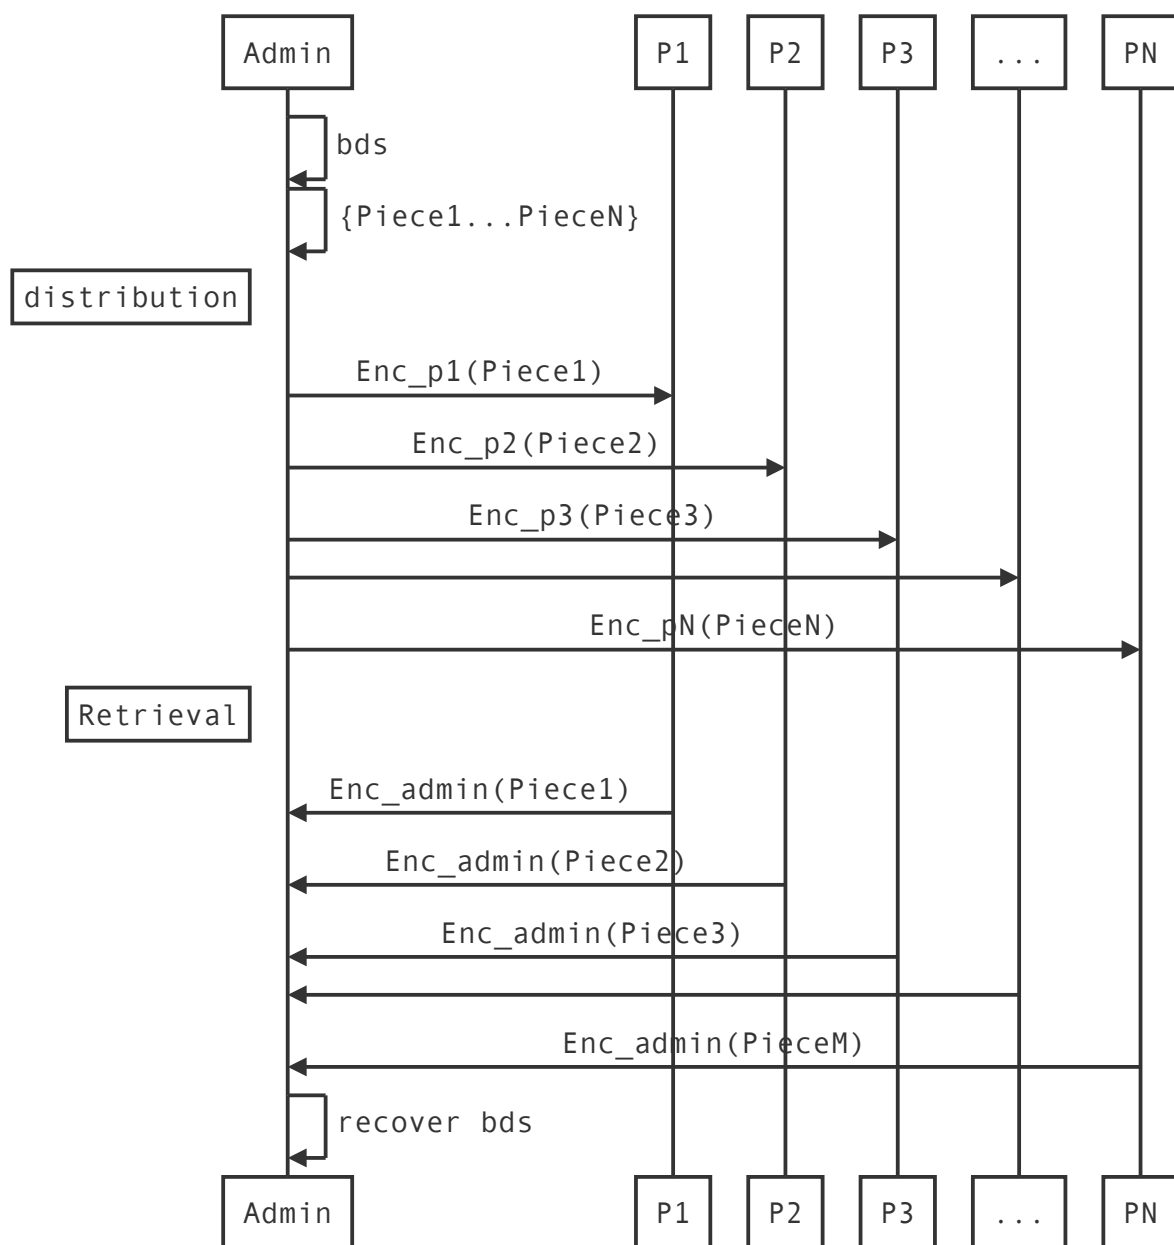 Admin
P1
P2
P3
...
PN
bds
{Piece1...PieceN}
distribution
Enc_p1(Piece1)
Enc_p2(Piece2)
Enc_p3(Piece3)
Enc_pN(PieceN)
Retrieval
Enc_admin(Piece1)
Enc_admin(Piece2)
Enc_admin(Piece3)
Enc_admin(PieceM)
recover bds
Admin
P1
P2
P3
...
PN